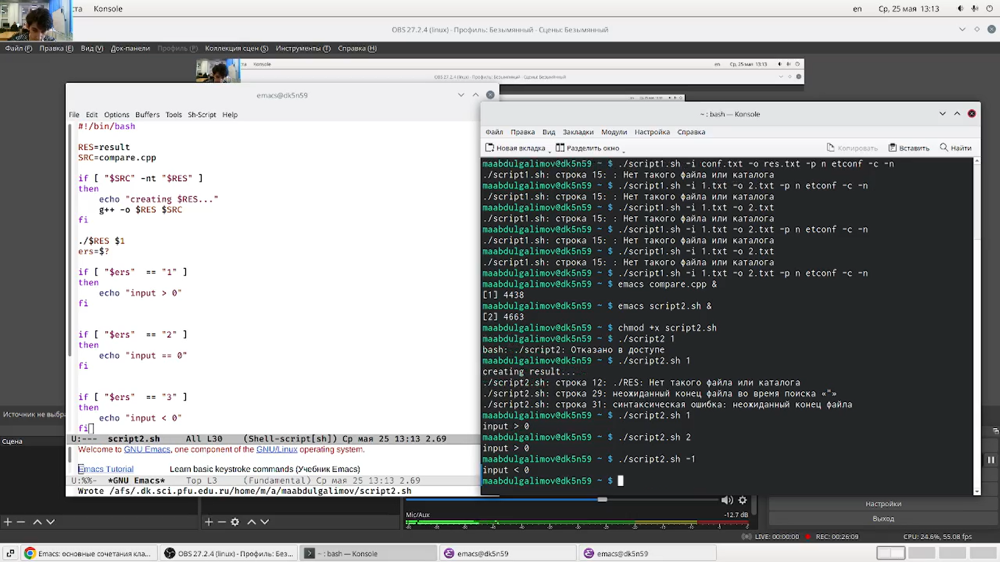 ста Konsole en Ср, 25 мая 13:13
OBS 27.2.4 (linux) - Профиль: Безымянный - Сцены: Безымянный
Файл (F) Правка (E) Вид (V) Док-панели Профиль (P) Коллекция сцен (S) Инструменты (T) Справка (H)
ста Konsole en Ср, 25 мая 13:13
OBS 27.2.4 (linux) - Профиль: Безымянный - Сцены: Безымянный
emacs@dk5n59
File Edit Options Buffers Tools Sh-Script Help
#!/bin/bash
RES=result
SRC=compare.cpp
if [ "$SRC" -nt "$RES" ]
then
echo "creating $RES..."
g++ -o $RES $SRC
fi
./$RES $1
ers=$?
if [ "$ers"  == "1" ]
then
echo "input > 0"
fi
if [ "$ers"  == "2" ]
then
echo "input == 0"
fi
if [ "$ers"  == "3" ]
then
echo "input < 0"
fi
U:---  script2.sh     All L30    (Shell-script[sh]) Ср мая 25 13:13 2.69
Welcome to GNU Emacs, one component of the GNU/Linux operating system.
Emacs Tutorial Learn basic keystroke commands (Учебник Emacs)
U:%%-  *GNU Emacs*    Top L3     (Fundamental) Ср мая 25 13:13 2.69
Wrote /afs/.dk.sci.pfu.edu.ru/home/m/a/maabdulgalimov/script2.sh
~ : bash — Konsole
Файл Правка Вид Закладки Модули Настройка Справка
Новая вкладка Разделить окно Копировать Вставить Найти
maabdulgalimov@dk5n59 ~ $ ./script1.sh -i conf.txt -o res.txt -p n etconf -c -n
./script1.sh: строка 15: : Нет такого файла или каталога
maabdulgalimov@dk5n59 ~ $ ./script1.sh -i 1.txt -o 2.txt -p n etconf -c -n
./script1.sh: строка 15: : Нет такого файла или каталога
maabdulgalimov@dk5n59 ~ $ ./script1.sh -i 1.txt -o 2.txt
./script1.sh: строка 15: : Нет такого файла или каталога
maabdulgalimov@dk5n59 ~ $ ./script1.sh -i 1.txt -o 2.txt -p n etconf -c -n
./script1.sh: строка 15: : Нет такого файла или каталога
maabdulgalimov@dk5n59 ~ $ ./script1.sh -i 1.txt -o 2.txt
./script1.sh: строка 15: : Нет такого файла или каталога
maabdulgalimov@dk5n59 ~ $ ./script1.sh -i 1.txt -o 2.txt -p n etconf -c -n
maabdulgalimov@dk5n59 ~ $ emacs compare.cpp &
[1] 4438
maabdulgalimov@dk5n59 ~ $ emacs script2.sh &
[2] 4663
maabdulgalimov@dk5n59 ~ $ chmod +x script2.sh
maabdulgalimov@dk5n59 ~ $ ./script2 1
bash: ./script2: Отказано в доступе
maabdulgalimov@dk5n59 ~ $ ./script2.sh 1
creating result...
./script2.sh: строка 12: ./RES: Нет такого файла или каталога
./script2.sh: строка 29: неожиданный конец файла во время поиска «"»
./script2.sh: строка 31: синтаксическая ошибка: неожиданный конец файла
maabdulgalimov@dk5n59 ~ $ ./script2.sh 1
input > 0
maabdulgalimov@dk5n59 ~ $ ./script2.sh 2
input > 0
maabdulgalimov@dk5n59 ~ $ ./script2.sh -1
input < 0
maabdulgalimov@dk5n59 ~ $
Источник не выбра
Сцена
Mic/Aux -12.7 dB
Настройки
Выход
LIVE: 00:00:00 REC: 00:26:09 CPU: 24.6%, 55.08 fps
Emacs: основные сочетания кла... OBS 27.2.4 (linux) - Профиль: Без... ~ : bash — Konsole emacs@dk5n59 emacs@dk5n59